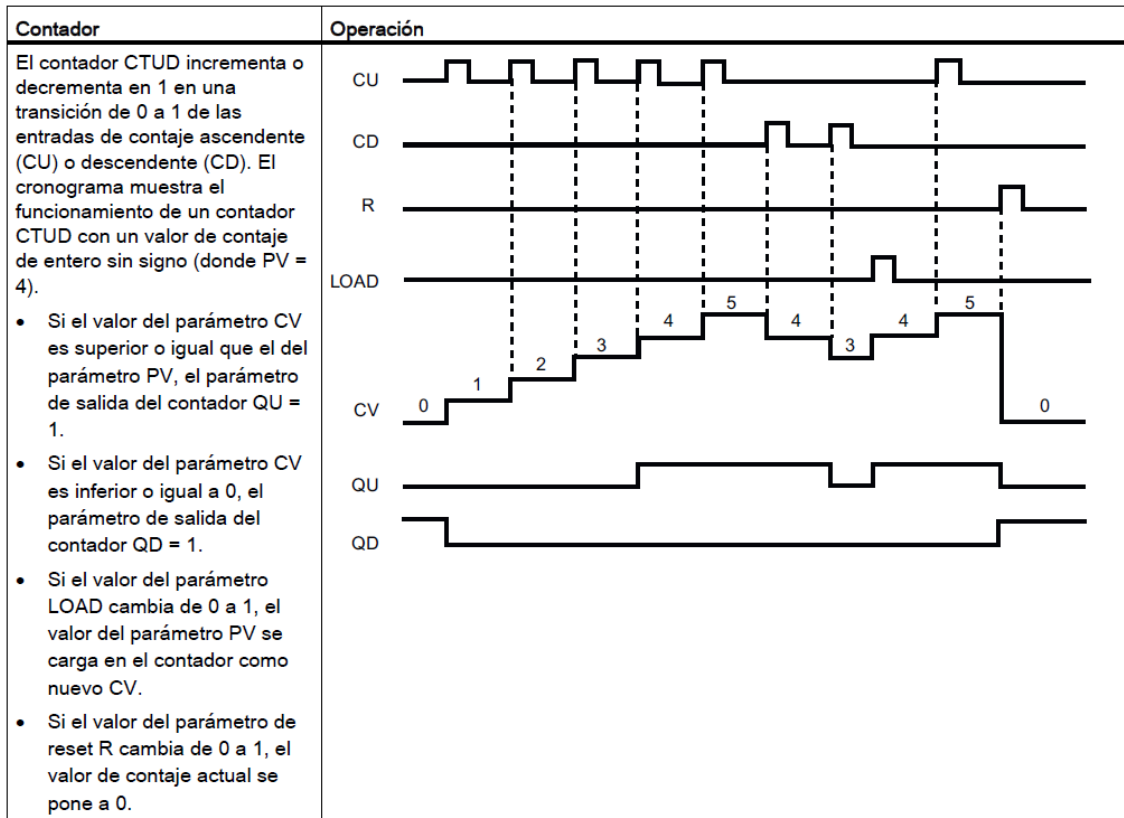 Contador
Operación
El contador CTUD incrementa o
decrementa en 1 en una
transición de 0 a 1 de las
entradas de contaje ascendente
(CU) o descendente (CD). El
cronograma muestra el
funcionamiento de un contador
CTUD con un valor de contaje
de entero sin signo (donde PV =
4).
• Si el valor del parámetro CV
es superior o igual que el del
parámetro PV, el parámetro
de salida del contador QU =
1.
• Si el valor del parámetro CV
es inferior o igual a 0, el
parámetro de salida del
contador QD = 1.
• Si el valor del parámetro
LOAD cambia de 0 a 1, el
valor del parámetro PV se
carga en el contador como
nuevo CV.
• Si el valor del parámetro de
reset R cambia de 0 a 1, el
valor de contaje actual se
pone a 0.
CU
CD
R
LOAD
CV 0 1 2 3 4 5 4 3 4 5 0
QU
QD